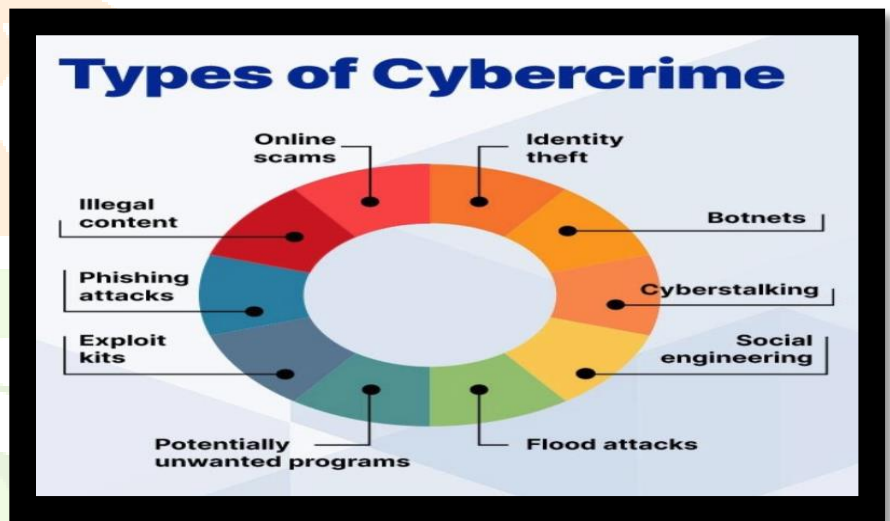 Types of Cybercrime
Online
scams
Identity
theft
Illegal
content
Botnets
Phishing
attacks
Cyberstalking
Exploit
kits
Social
engineering
Potentially
unwanted programs
Flood attacks